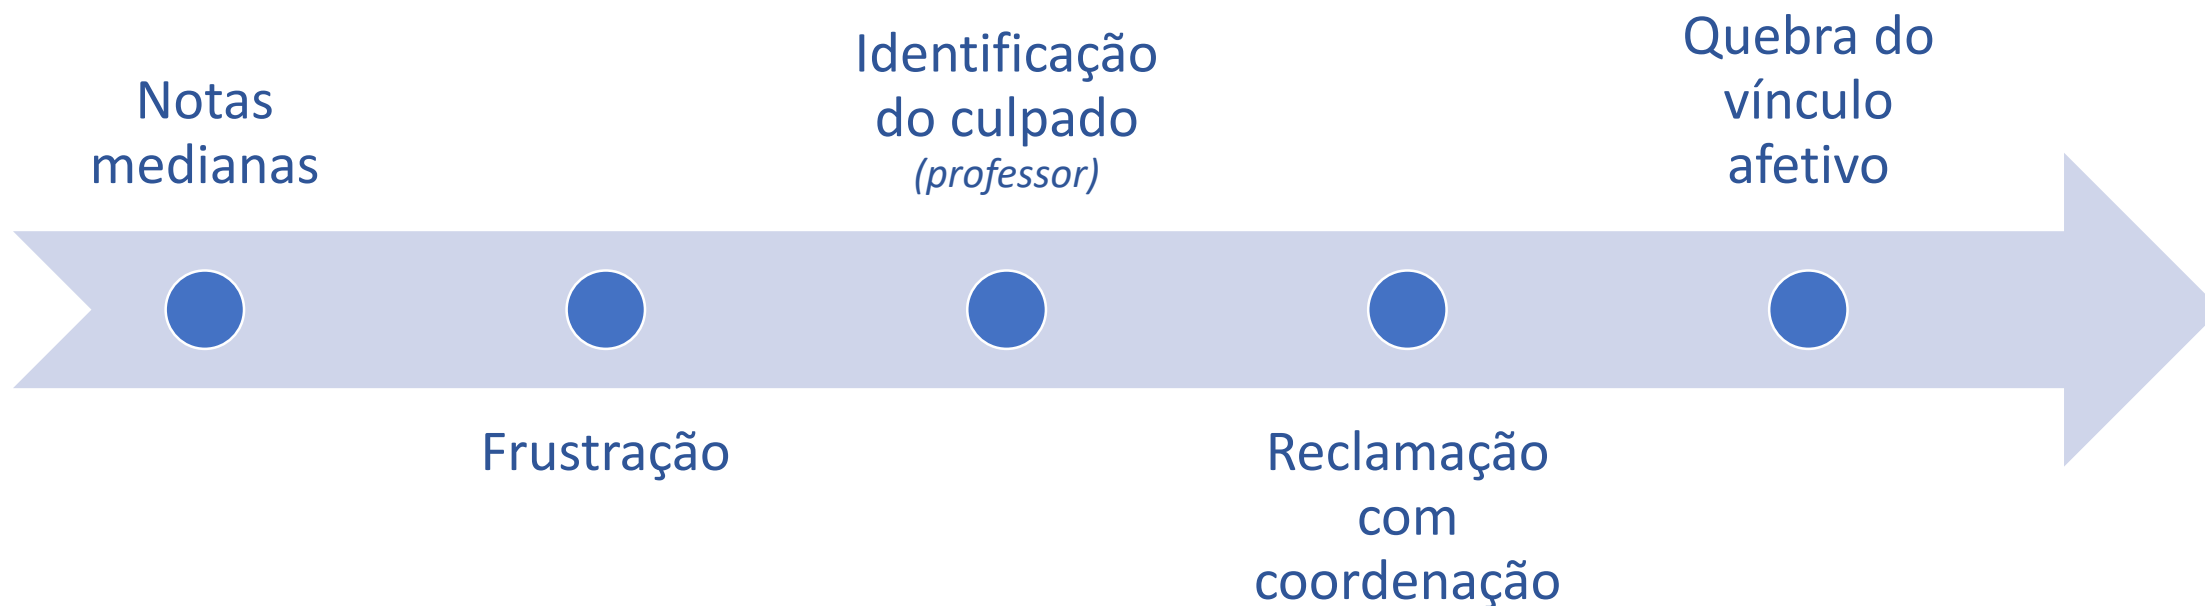 Notas
medianas
Frustração
Identificação
do culpado
(professor)
Reclamação
com
coordenação
Quebra do
vínculo
afetivo